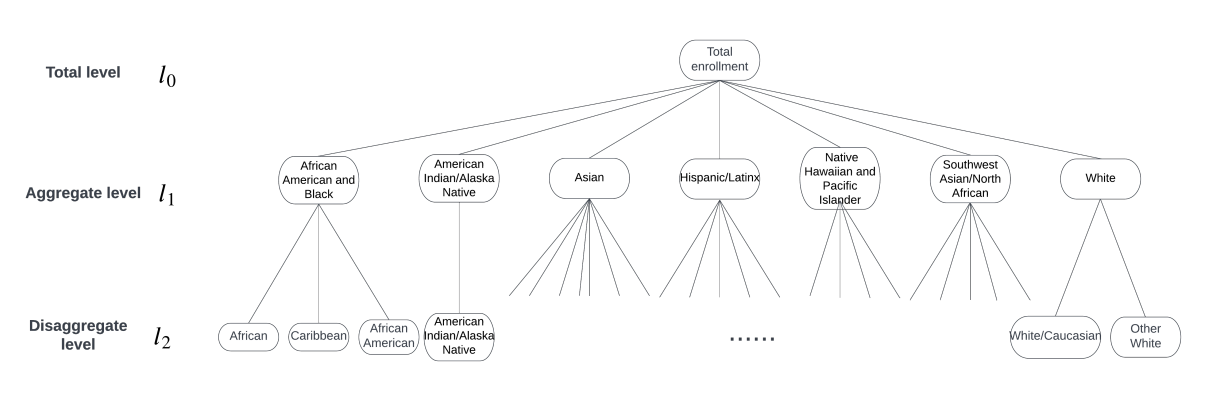 Total
enrollment
Total level
l0
African
American and
Black
American
Indian/Alaska
Native
Asian
Hispanic/Latinx
Native
Hawaiian and
Pacific
Islander
Southwest
Asian/North
African
White
Aggregate level
l1
Disaggregate
level
l2
African
Caribbean
African
American
American
Indian/Alaska
Native
......
White/Caucasian
Other
White